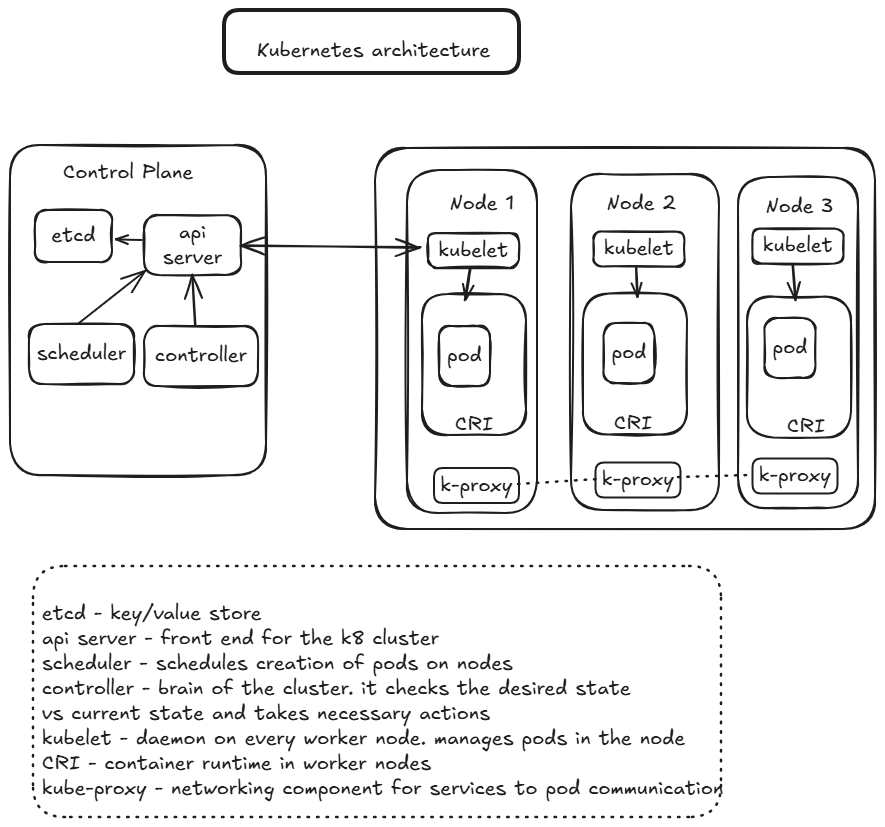 Kubernetes architecture
Control Plane
etcd
api
server
scheduler
controller
Node 1
kubelet
pod
CRI
k-proxy
Node 2
kubelet
pod
CRI
k-proxy
Node 3
kubelet
pod
CRI
k-proxy
etcd - key/value store
api server - front end for the k8 cluster
scheduler - schedules creation of pods on nodes
controller - brain of the cluster. it checks the desired state
vs current state and takes necessary actions
kubelet - daemon on every worker node. manages pods in the node
CRI - container runtime in worker nodes
kube-proxy - networking component for services to pod communication